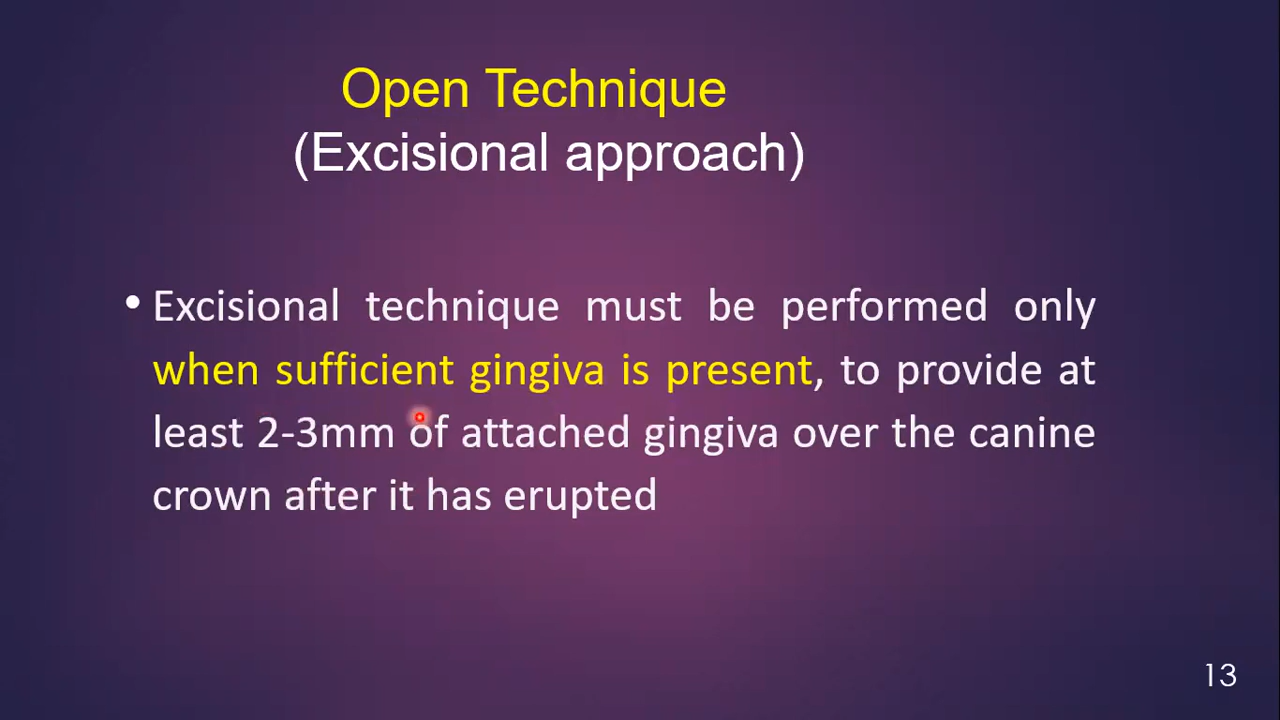 Open Technique
(Excisional approach)
• Excisional technique must be performed only
when sufficient gingiva is present, to provide at
least 2-3mm of attached gingiva over the canine
crown after it has erupted
13